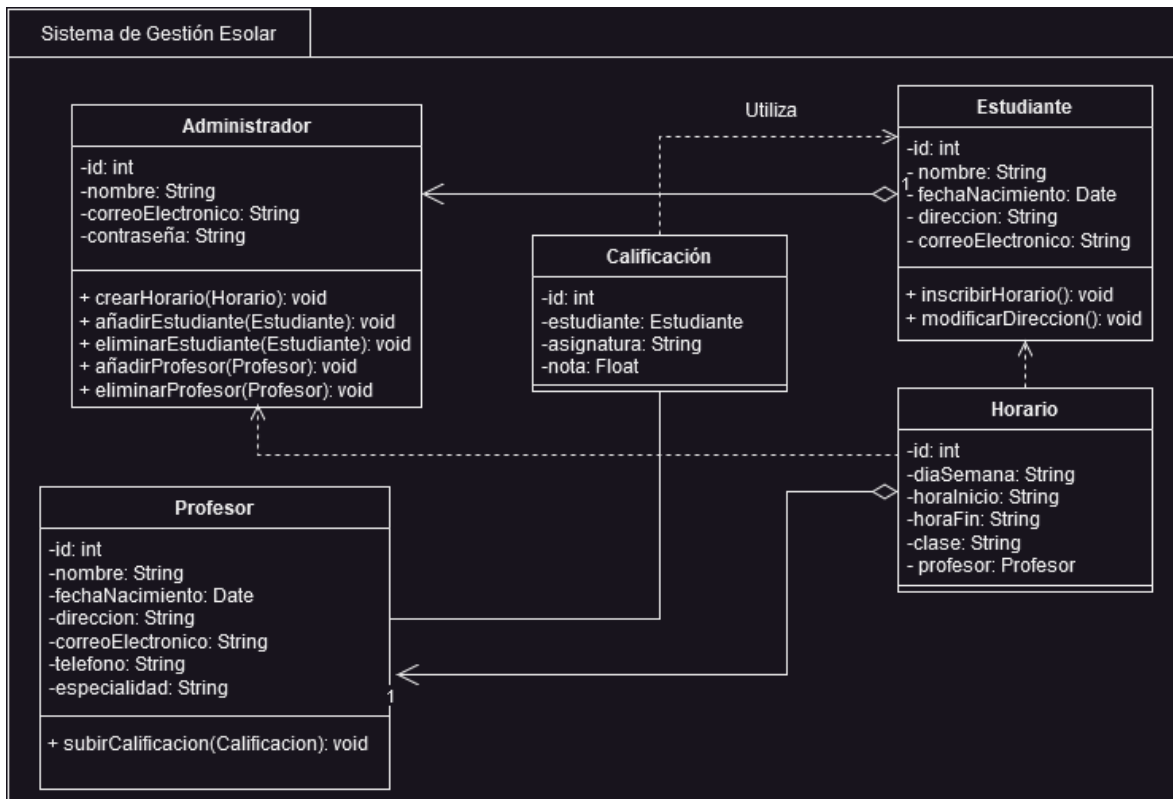 Sistema de Gestión Esolar
Administrador
-id: int
-nombre: String
-correoElectronico: String
-contraseña: String
+ crearHorario(Horario): void
+ añadirEstudiante(Estudiante): void
+ eliminarEstudiante(Estudiante): void
+ añadirProfesor(Profesor): void
+ eliminarProfesor(Profesor): void
Utiliza
Estudiante
-id: int
- nombre: String
- fechaNacimiento: Date
- direccion: String
- correoElectrónico: String
+ inscribirHorario(): void
+ modificarDireccion(): void
1
Calificación
-id: int
-estudiante: Estudiante
-asignatura: String
-nota: Float
Horario
-id: int
-diaSemana: String
-horaInicio: String
-horaFin: String
-clase: String
- profesor: Profesor
Profesor
-id: int
-nombre: String
-fechaNacimiento: Date
-direccion: String
-correoElectronico: String
-telefono: String
-especialidad: String
+ subirCalificacion(Calificacion): void
1